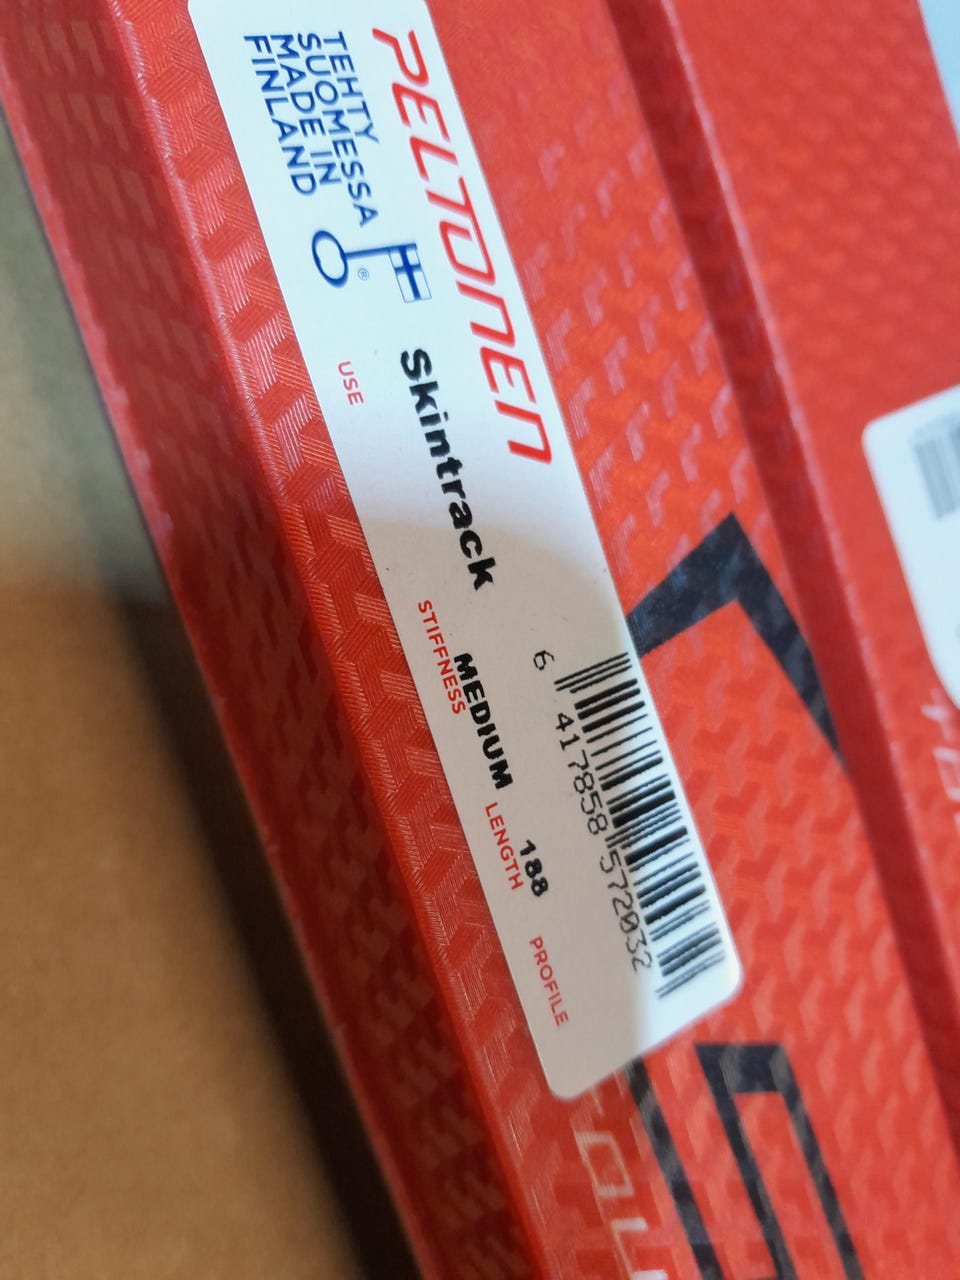 PELTONEN
TEHTY
SUOMESSA
MADE IN
FINLAND
®
Skintrack
USE
6 417858 572032
MEDIUM
STIFFNESS
188
LENGTH
PROFILE